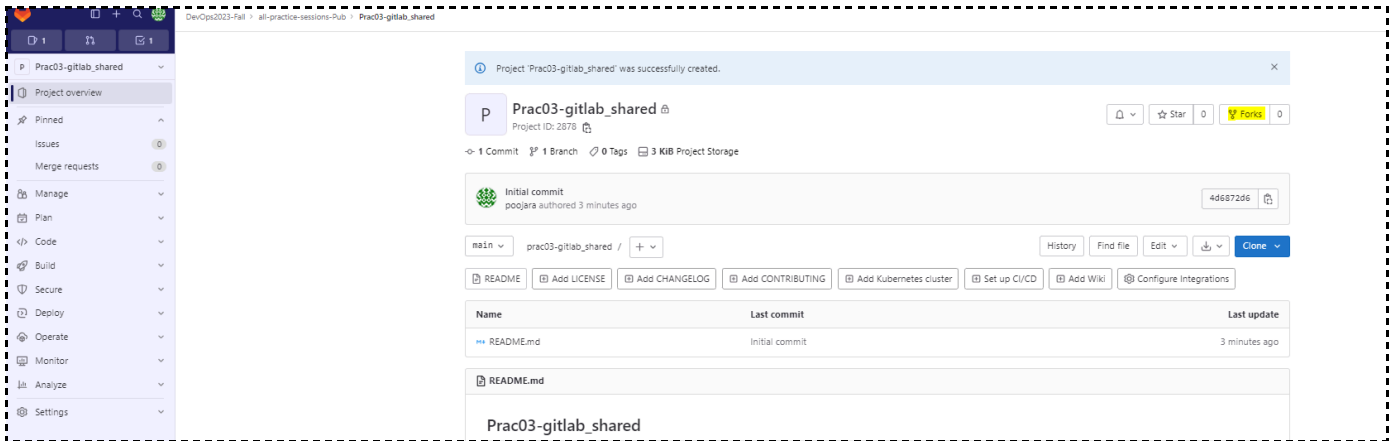 DevOps2023-Fall > all-practice-sessions-Pub > Prac03-gitlab_shared
1 1
P Prac03-gitlab_shared
Project overview
Pinned
Issues 0
Merge requests 0
Manage
Plan
Code
Build
Secure
Deploy
Operate
Monitor
Analyze
Settings
Project 'Prac03-gitlab_shared' was successfully created.
P
Prac03-gitlab_shared
Project ID: 2878
Star 0 Forks 0
1 Commit 1 Branch 0 Tags 3 KiB Project Storage
Initial commit
poojara authored 3 minutes ago
4d6872d6
main prac03-gitlab_shared / +
History Find file Edit Clone
README Add LICENSE Add CHANGELOG Add CONTRIBUTING Add Kubernetes cluster Set up CI/CD Add Wiki Configure Integrations
Name Last commit Last update
README.md Initial commit 3 minutes ago
README.md
Prac03-gitlab_shared